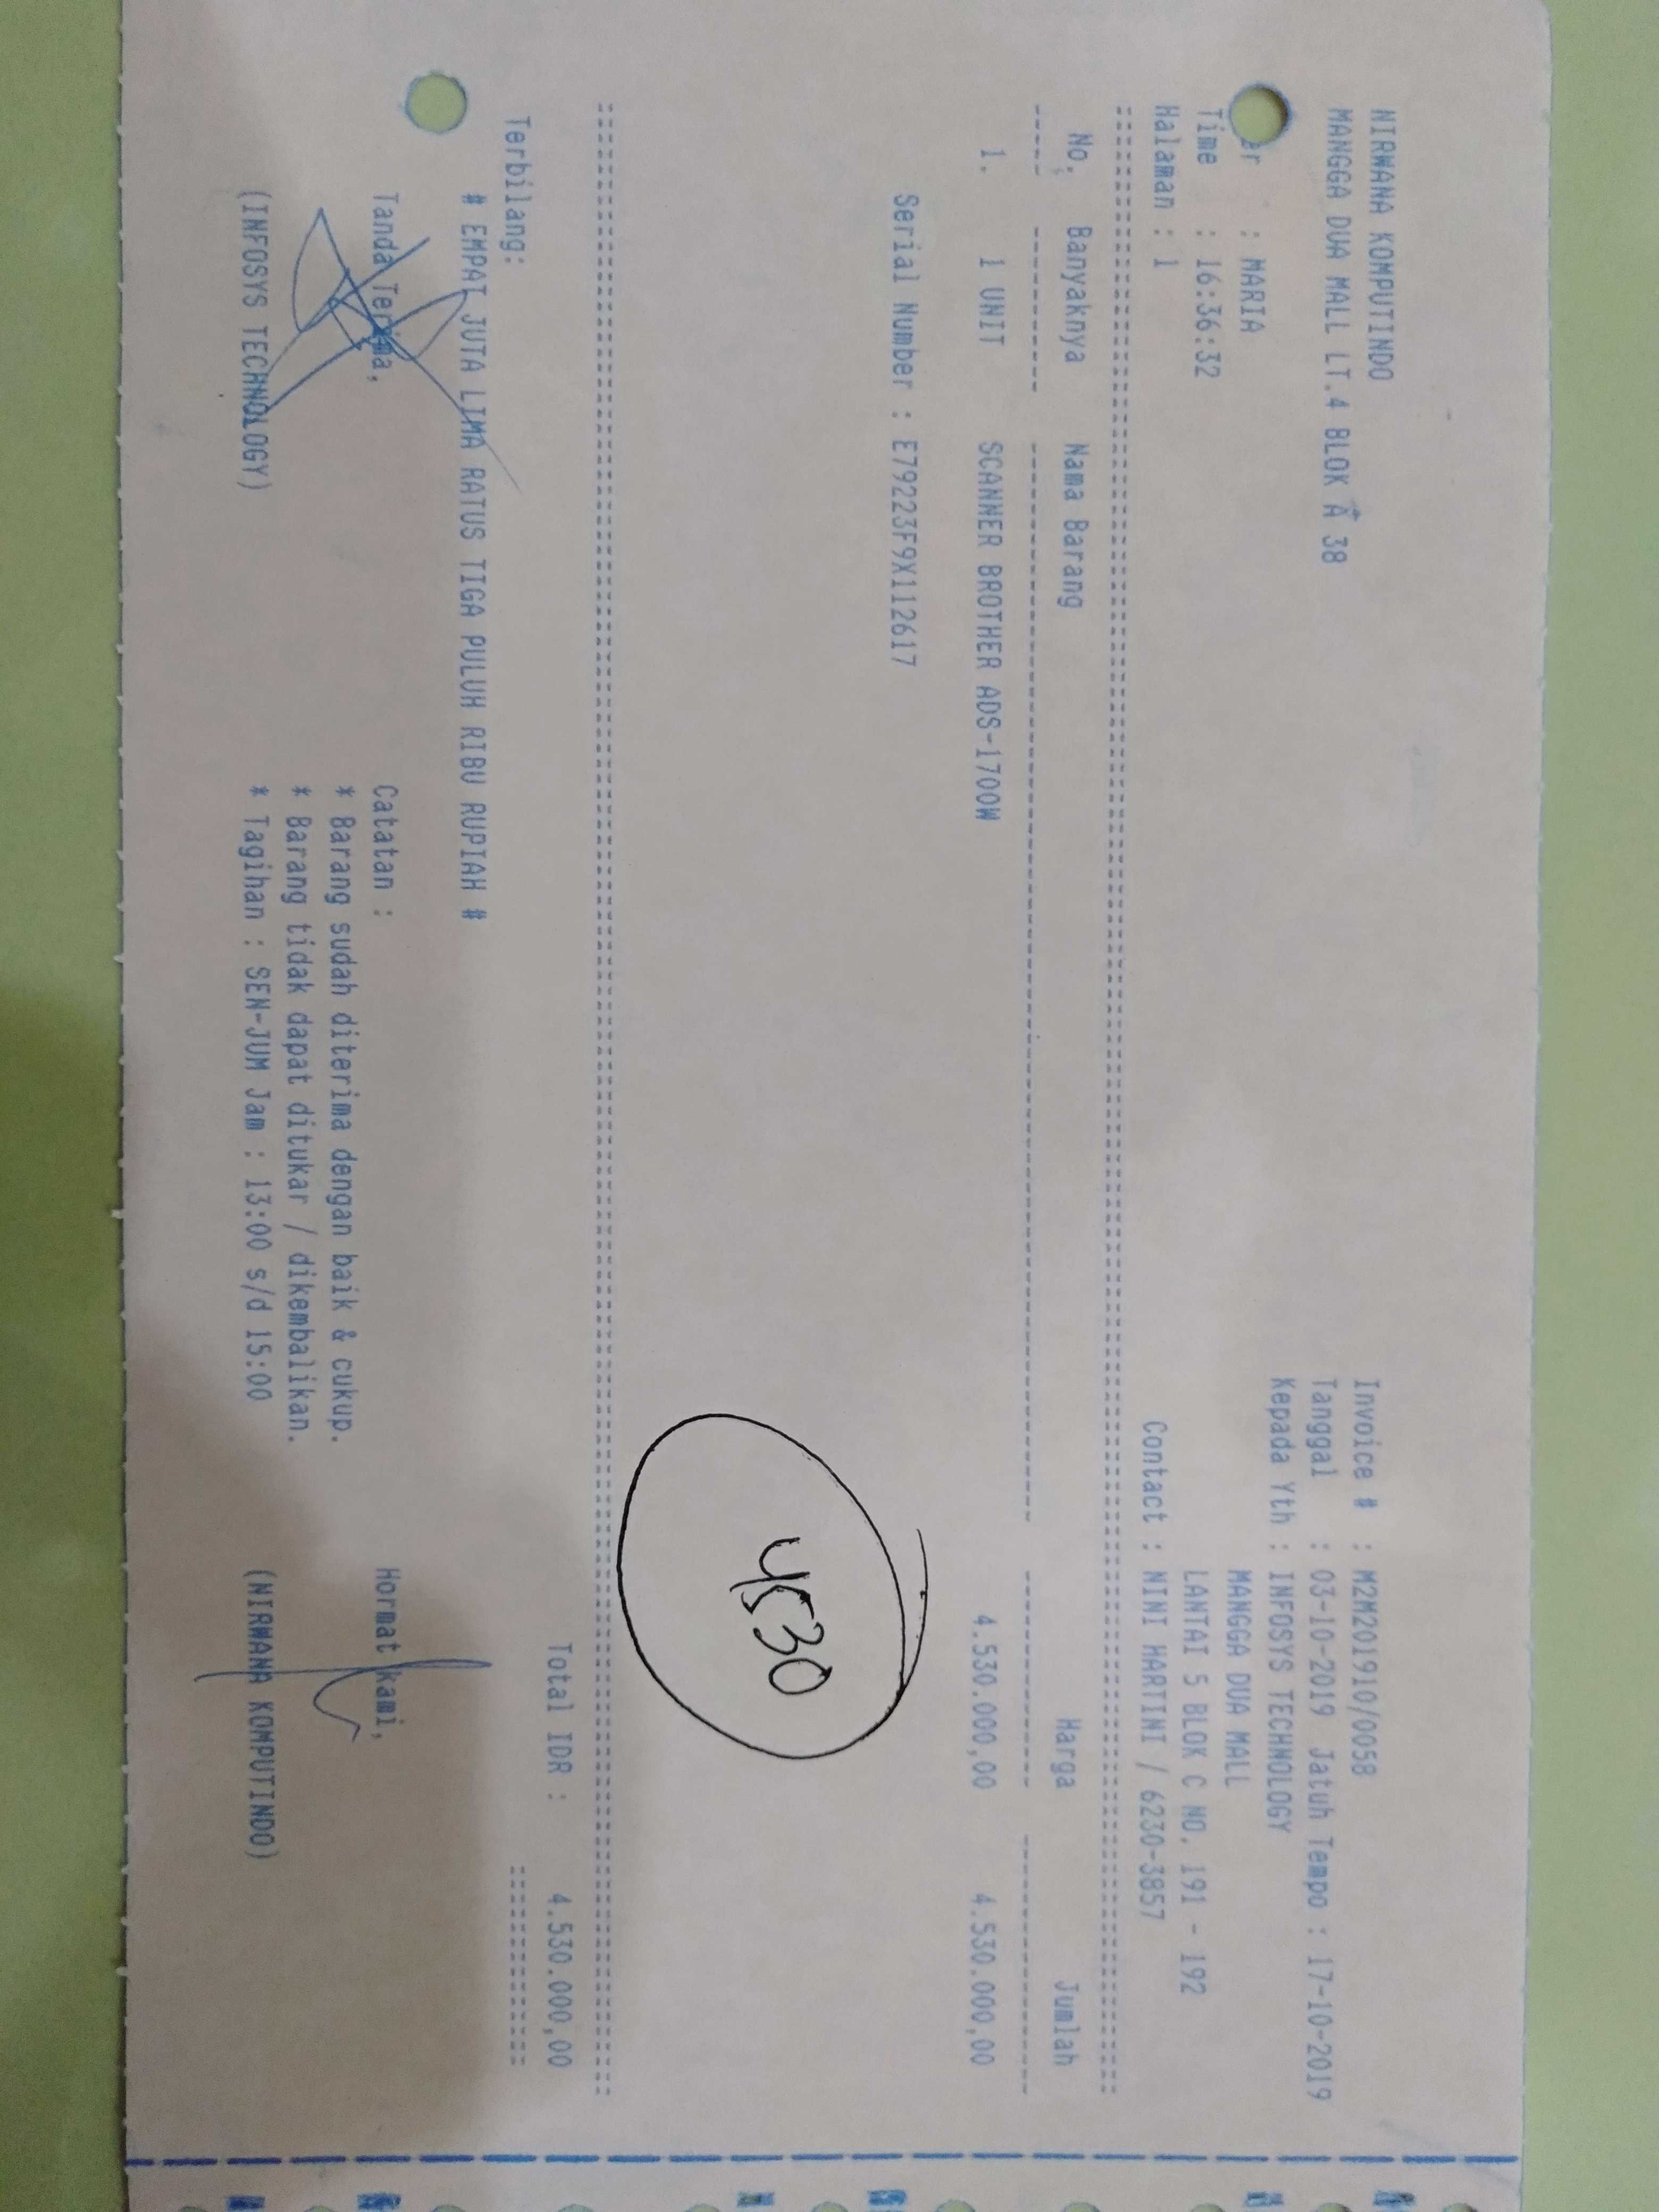 NIRWANA KOMPUTINDO
MANGGA DUA MALL LT.4 BLOK A 38
Invoice # : M2M201910/0058
Tanggal : 03-10-2019 Jatuh Tempo : 17-10-2019
Kepada Yth : INFOSYS TECHNOLOGY
MANGGA DUA MALL
LANTAI 5 BLOK C NO. 191 - 192
Contact : NINI HARTINI / 6230-3857
er : MARIA
Time : 16:36:32
Halaman : 1
No. Banyaknya Nama Barang Harga Jumlah
1. 1 UNIT SCANNER BROTHER ADS-1700W 4.530.000,00 4.530.000,00
Serial Number : E79223F9X112617
4530
Total IDR : 4.530.000,00
Terbilang:
# EMPAT JUTA LIMA RATUS TIGA PULUH RIBU RUPIAH #
Tanda Terima,
(INFOSYS TECHNOLOGY)
Catatan :
* Barang sudah diterima dengan baik & cukup.
* Barang tidak dapat ditukar / dikembalikan.
* Tagihan : SEN-JUM Jam : 13:00 s/d 15:00
Hormat kami,
(NIRWANA KOMPUTINDO)